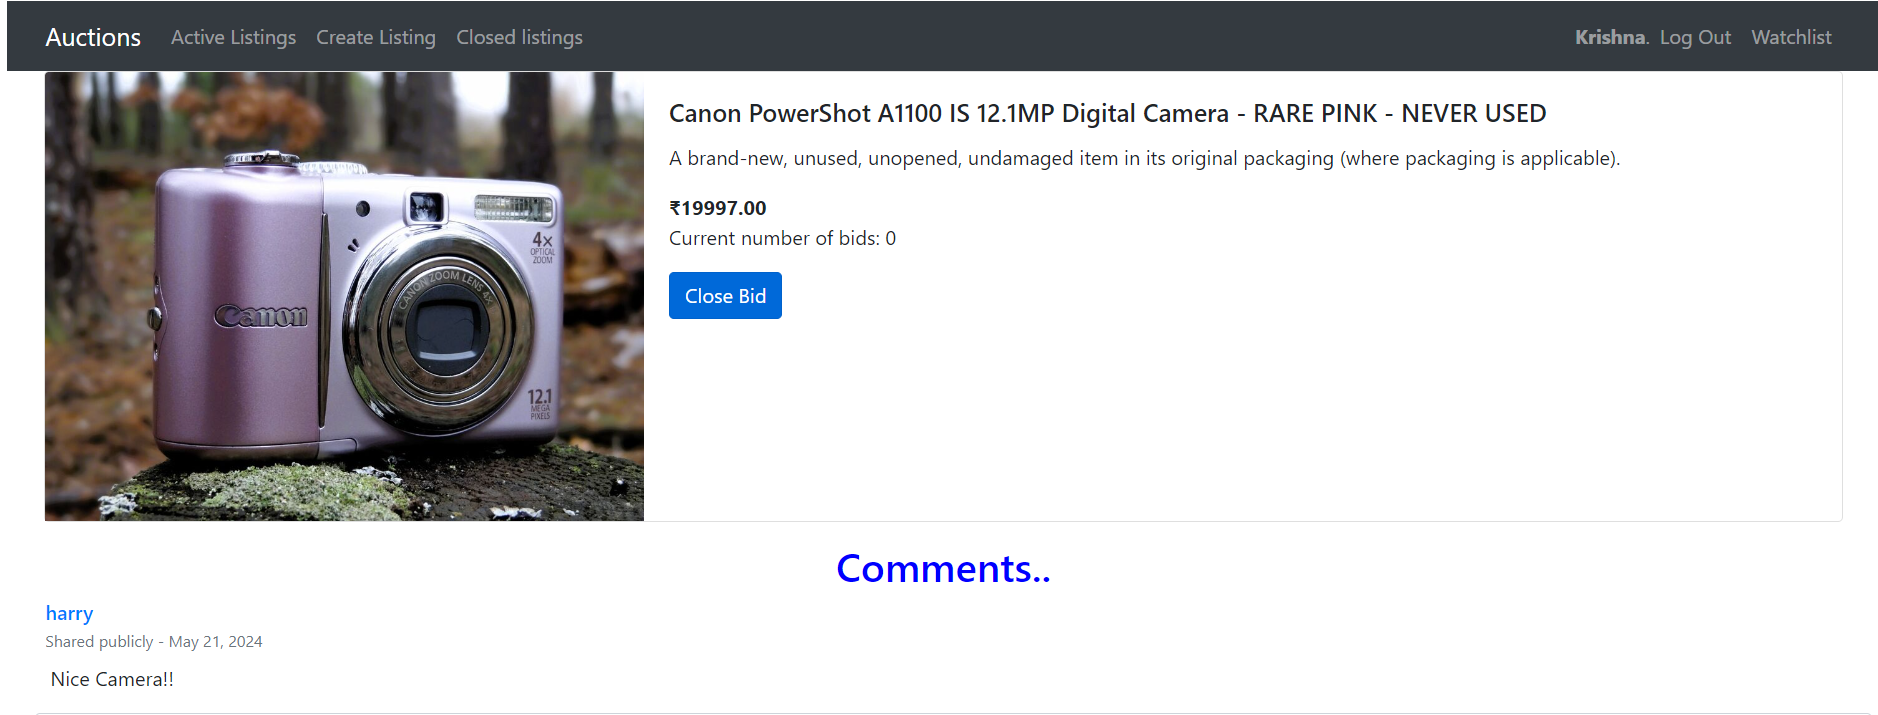 Auctions Active Listings Create Listing Closed listings Krishna. Log Out Watchlist
Canon PowerShot A1100 IS 12.1MP Digital Camera - RARE PINK - NEVER USED
A brand-new, unused, unopened, undamaged item in its original packaging (where packaging is applicable).
₹19997.00
Current number of bids: 0
Close Bid
4x
OPTICAL
ZOOM
CANON ZOOM LENS 4x
Canon
12.1
MEGA
PIXELS
Comments..
harry
Shared publicly - May 21, 2024
Nice Camera!!